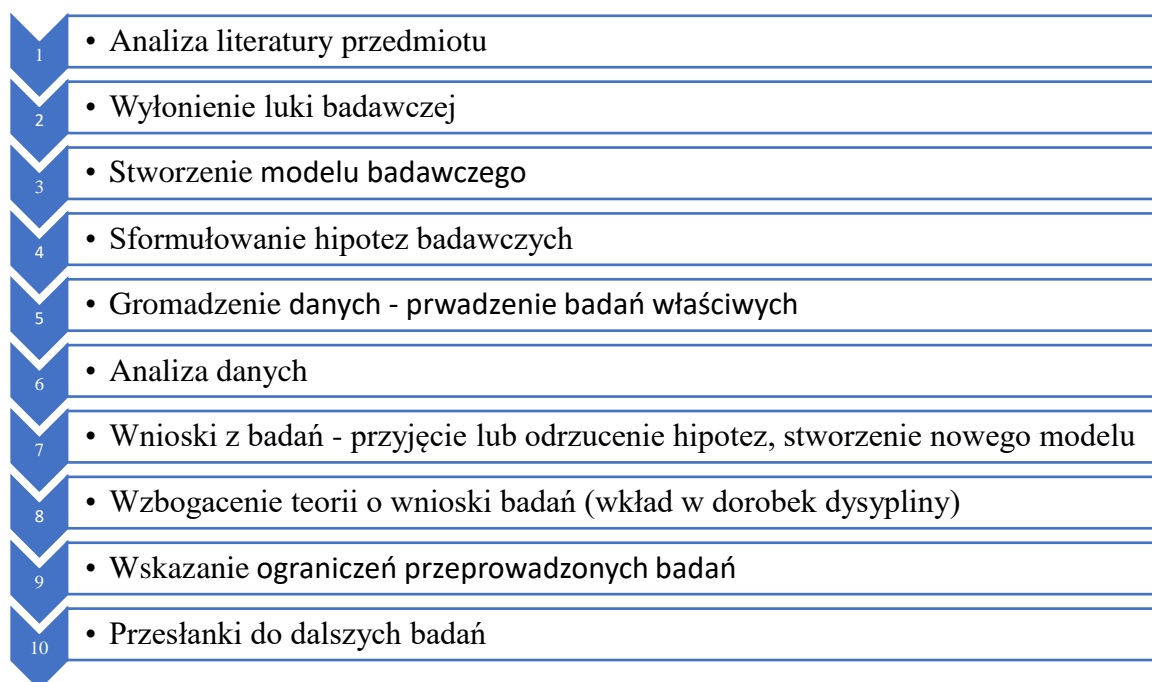 1 • Analiza literatury przedmiotu
2 • Wyłonienie luki badawczej
3 • Stworzenie modelu badawczego
4 • Sformułowanie hipotez badawczych
5 • Gromadzenie danych - prwadzenie badań właściwych
6 • Analiza danych
7 • Wnioski z badań - przyjęcie lub odrzucenie hipotez, stworzenie nowego modelu
8 • Wzbogacenie teorii o wnioski badań (wkład w dorobek dysypliny)
9 • Wskazanie ograniczeń przeprowadzonych badań
10 • Przesłanki do dalszych badań